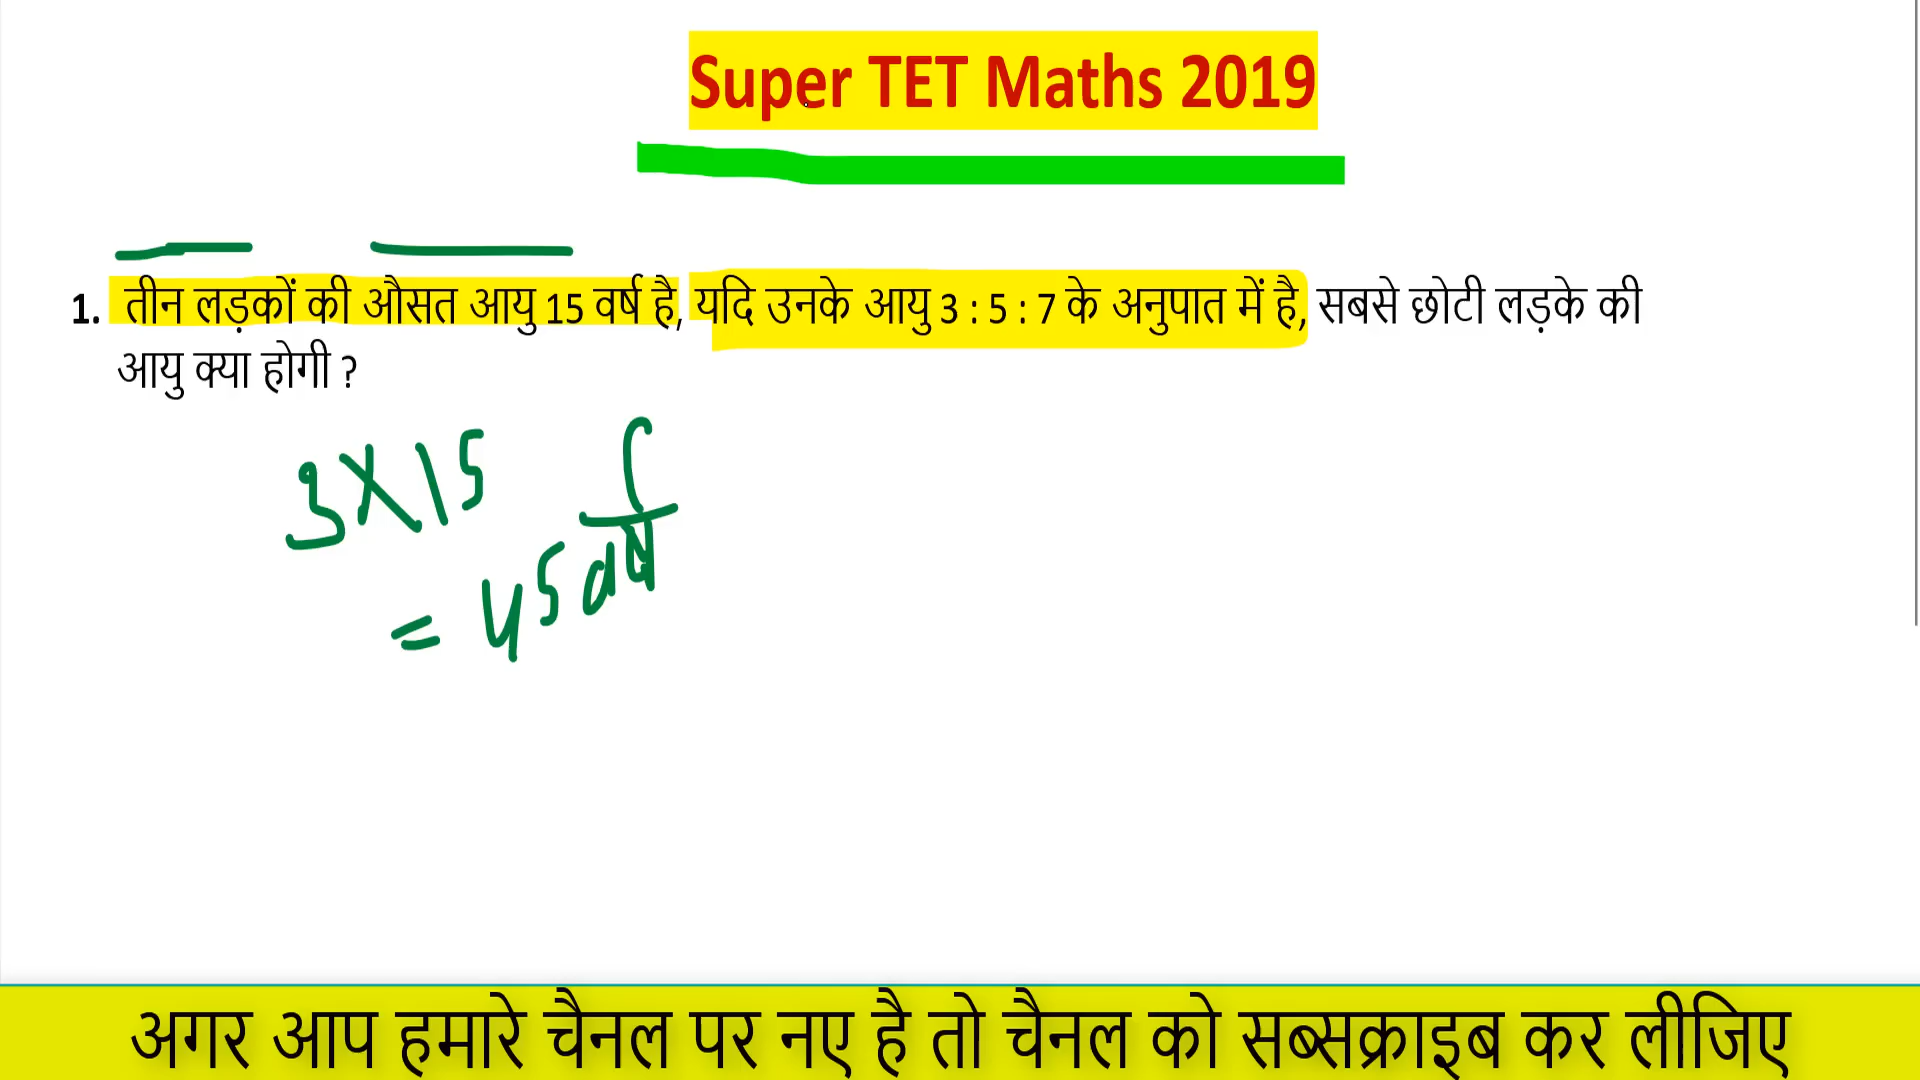 Super TET Maths 2019
1. तीन लड़कों की औसत आयु 15 वर्ष है, यदि उनके आयु 3 : 5 : 7 के अनुपात में है, सबसे छोटी लड़के की
आयु क्या होगी ?
3×15
= 45 वर्ष
अगर आप हमारे चैनल पर नए है तो चैनल को सब्सक्राइब कर लीजिए